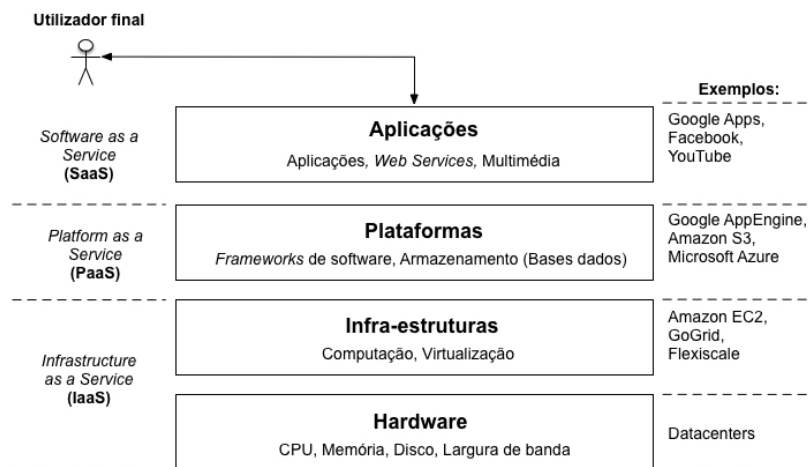 Utilizador final
Exemplos:
Software as a
Service
(SaaS)
Aplicações
Aplicações, Web Services, Multimédia
Google Apps,
Facebook,
YouTube
Platform as a
Service
(PaaS)
Plataformas
Frameworks de software, Armazenamento (Bases dados)
Google AppEngine,
Amazon S3,
Microsoft Azure
Infrastructure
as a Service
(IaaS)
Infra-estruturas
Computação, Virtualização
Amazon EC2,
GoGrid,
Flexiscale
Hardware
CPU, Memória, Disco, Largura de banda
Datacenters